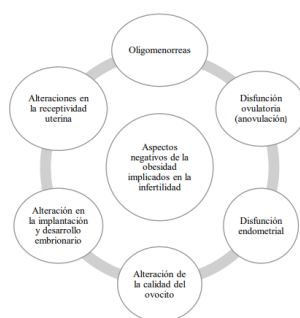 Oligomenorreas
Alteraciones en
la receptividad
uterina
Disfunción
ovulatoria
(anovulación)
Aspectos
negativos de la
obesidad
implicados en la
infertilidad
Alteración en
la implantación
y desarrollo
embrionario
Disfunción
endometrial
Alteración de
la calidad del
ovocito